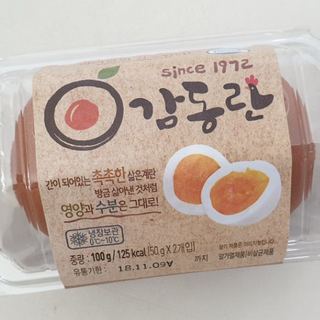 since 1972
감동란
간이 되어있는 촉촉한 삶은계란
방금 삶아낸 것처럼
영양과 수분은 그대로!
냉장보관
0℃~10℃
중량 : 100g/125 kcal (50g X 2개입)
유통기한 : 18.11.09 까지